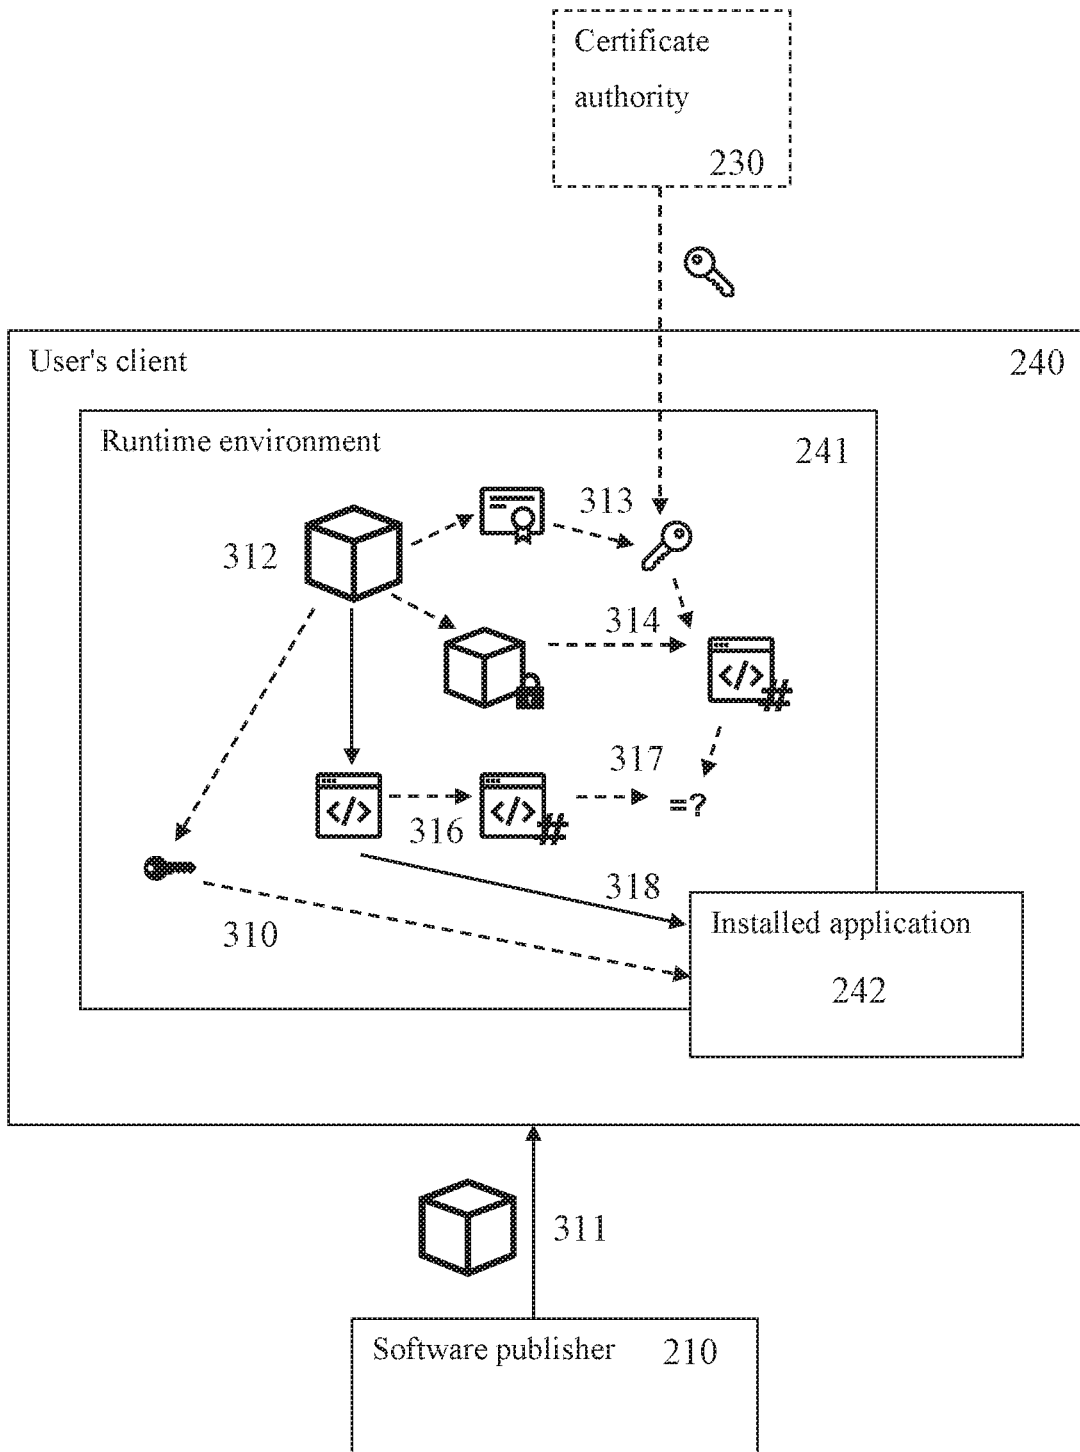 Certificate
authority
230
User's client 240
Runtime environment 241
313
312
</>
314
#
317
</> </> =?
316 #
318
310
Installed application
242
311
Software publisher 210